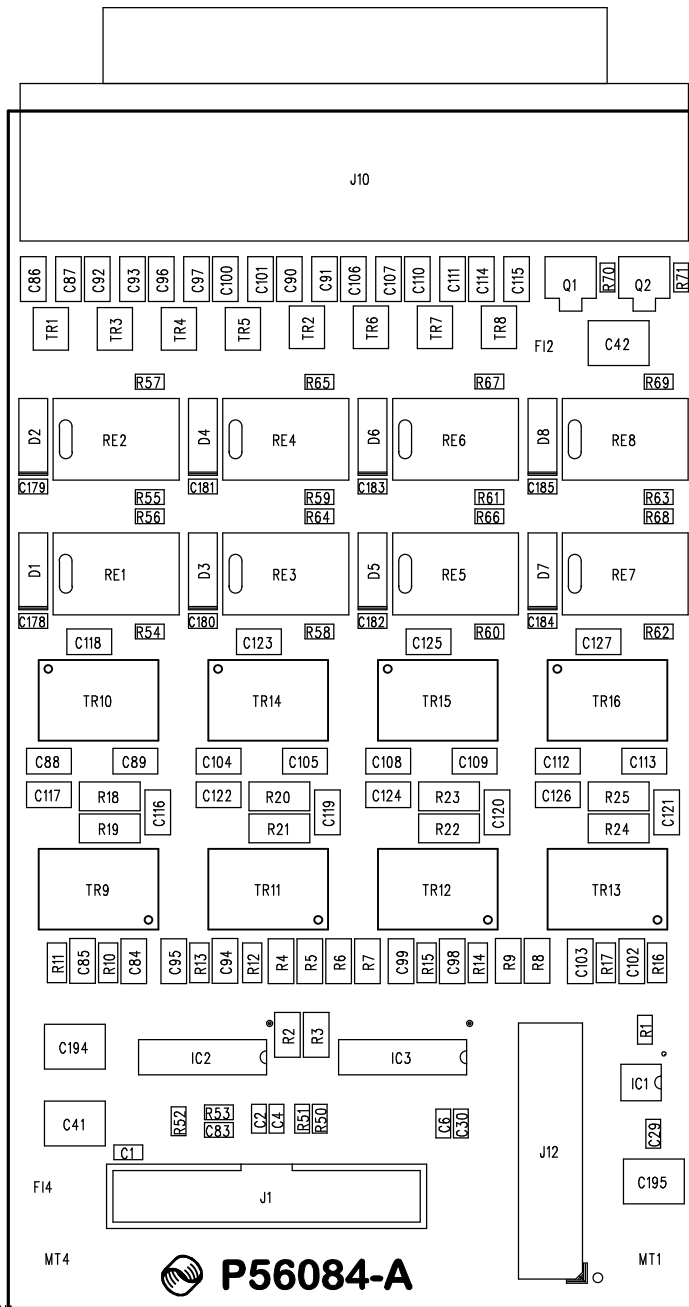 J10
C86 C87 C92 C93 C96 C97 C100 C101 C90 C91 C106 C107 C110 C111 C114 C115 Q1 R70 Q2 R71
TR1 TR3 TR4 TR5 TR2 TR6 TR7 TR8
FI2 C42
R57 R65 R67 R69
D2 RE2 D4 RE4 D6 RE6 D8 RE8
C179 C181 C183 C185
R55 R59 R61 R63
R56 R64 R66 R68
D1 RE1 D3 RE3 D5 RE5 D7 RE7
C178 C180 C182 C184
R54 R58 R60 R62
C118 C123 C125 C127
TR10 TR14 TR15 TR16
C88 C89 C104 C105 C108 C109 C112 C113
C117 R18 C116 C122 R20 C119 C124 R23 C120 C126 R25 C121
R19 R21 R22 R24
TR9 TR11 TR12 TR13
R11 C85 R10 C84 C95 R13 C94 R12 R4 R5 R6 R7 C99 R15 C98 R14 R9 R8 C103 R17 C102 R16
C194 IC2 R2 R3 IC3 R1
IC1
C41 R52 R53 C2 C4 R51 R50 C6 C30 C29
C83
C1 J12
FI4 J1 C195
MT4 MT1
P56084-A